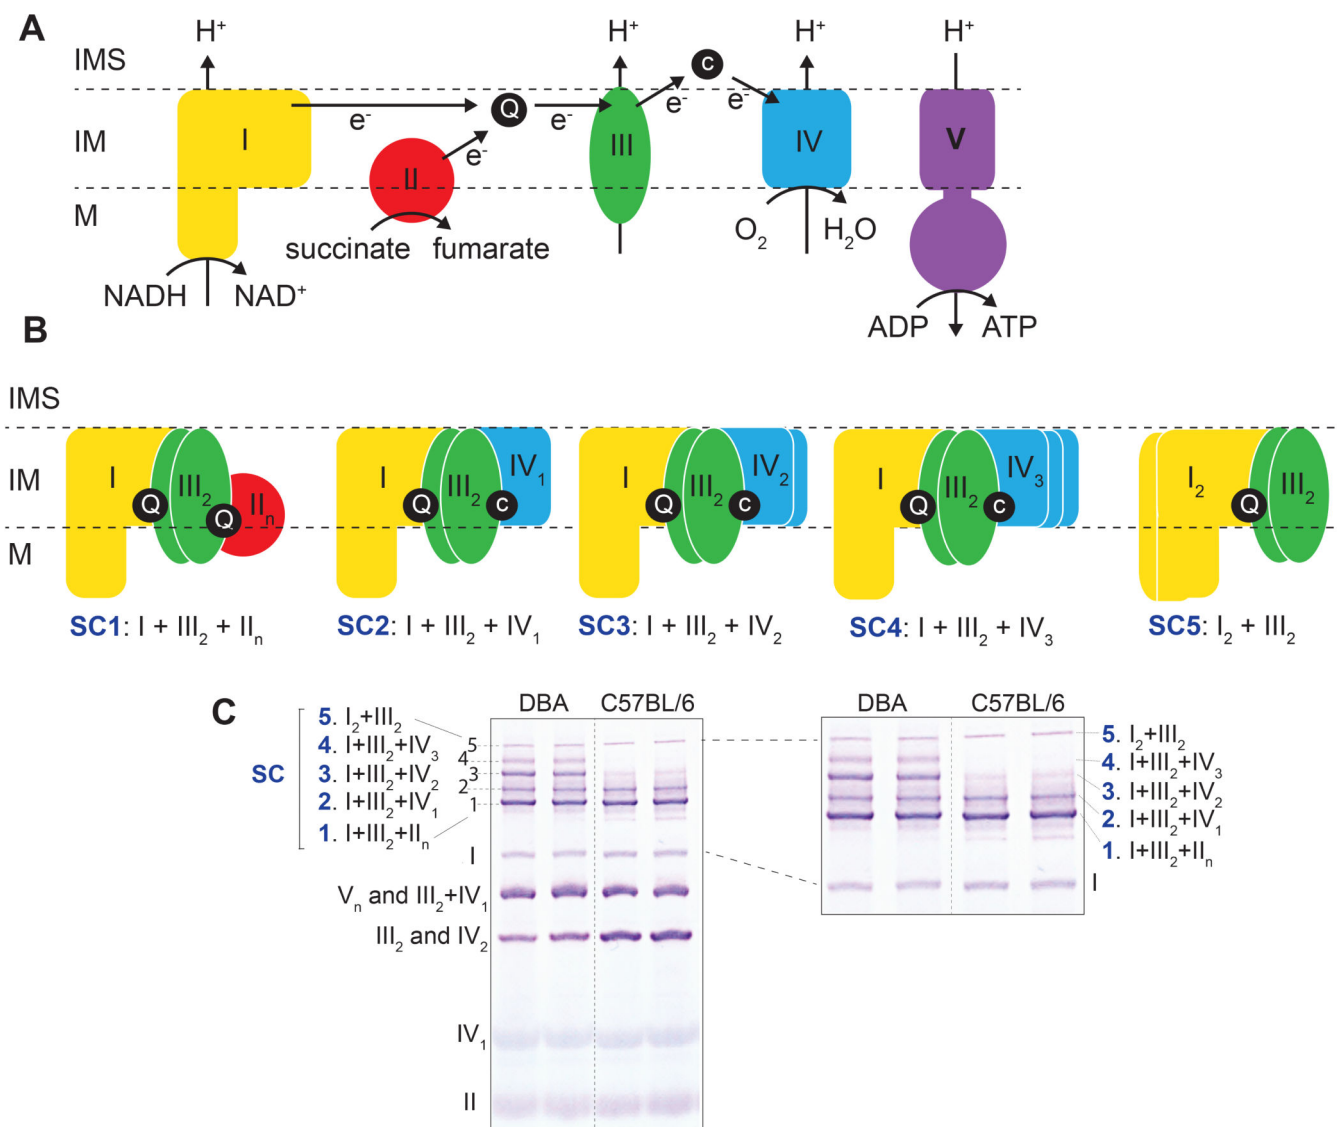 A
H⁺ H⁺ H⁺ H⁺
IMS
c
Q
e⁻ e⁻ e⁻ e⁻ e⁻
IM
I II III IV V
M
succinate fumarate
O₂ H₂O
NADH NAD⁺
ADP ATP
B
IMS
IM
M
I Q III₂ Q IIₙ
I Q III₂ c IV₁
I Q III₂ c IV₂
I Q III₂ c IV₃
I₂ Q III₂
SC1: I + III₂ + IIₙ
SC2: I + III₂ + IV₁
SC3: I + III₂ + IV₂
SC4: I + III₂ + IV₃
SC5: I₂ + III₂
C
DBA C57BL/6
SC
5. I₂+III₂
4. I+III₂+IV₃
3. I+III₂+IV₂
2. I+III₂+IV₁
1. I+III₂+IIₙ
5
4
3
2
1
I
Vₙ and III₂+IV₁
III₂ and IV₂
IV₁
II
DBA C57BL/6
5. I₂+III₂
4. I+III₂+IV₃
3. I+III₂+IV₂
2. I+III₂+IV₁
1. I+III₂+IIₙ
I